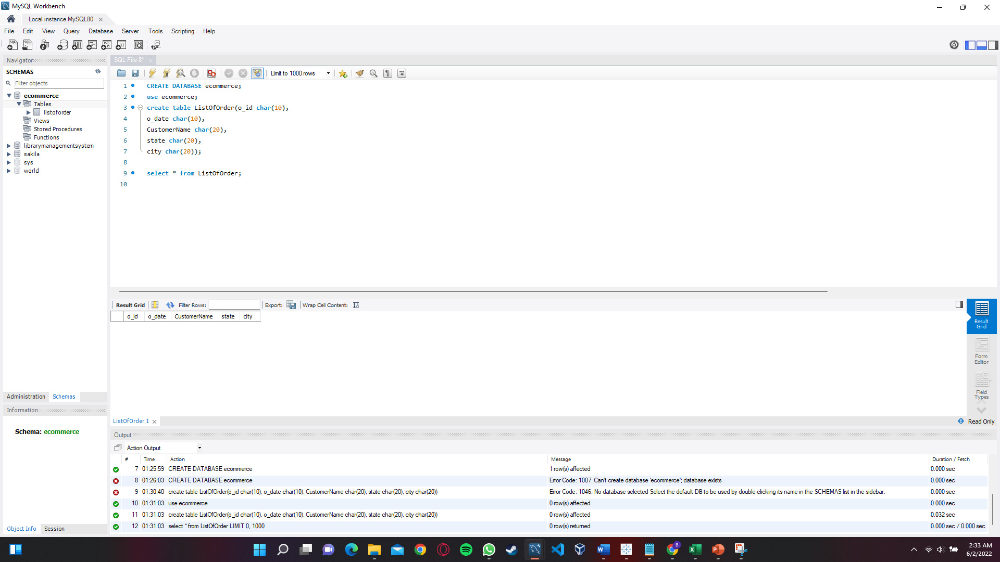 MySQL Workbench
Local instance MySQL80
File Edit View Query Database Server Tools Scripting Help
Navigator
SCHEMAS
Filter objects
ecommerce
Tables
listoforder
Views
Stored Procedures
Functions
librarymanagementsystem
sakila
sys
world
Administration Schemas
Information
Schema: ecommerce
Object Info Session
SQL File 8*
Limit to 1000 rows
1 CREATE DATABASE ecommerce;
2 use ecommerce;
3 create table ListOfOrder(o_id char(10),
4 o_date char(10),
5 CustomerName char(20),
6 state char(20),
7 city char(20));
8
9 select * from ListOfOrder;
10
Result Grid Filter Rows: Export: Wrap Cell Content:
o_id o_date CustomerName state city
Result
Grid
Form
Editor
Field
Types
ListOfOrder 1
Read Only
Output
Action Output
# Time Action Message Duration / Fetch
7 01:25:59 CREATE DATABASE ecommerce 1 row(s) affected 0.000 sec
8 01:26:03 CREATE DATABASE ecommerce Error Code: 1007. Can't create database 'ecommerce'; database exists 0.000 sec
9 01:30:40 create table ListOfOrder(o_id char(10), o_date char(10), CustomerName char(20), state char(20), city char(20)) Error Code: 1046. No database selected Select the default DB to be used by double-clicking its name in the SCHEMAS list in the sidebar. 0.000 sec
10 01:31:03 use ecommerce 0 row(s) affected 0.000 sec
11 01:31:03 create table ListOfOrder(o_id char(10), o_date char(10), CustomerName char(20), state char(20), city char(20)) 0 row(s) affected 0.032 sec
12 01:31:03 select * from ListOfOrder LIMIT 0, 1000 0 row(s) returned 0.000 sec / 0.000 sec
2:33 AM
6/2/2022